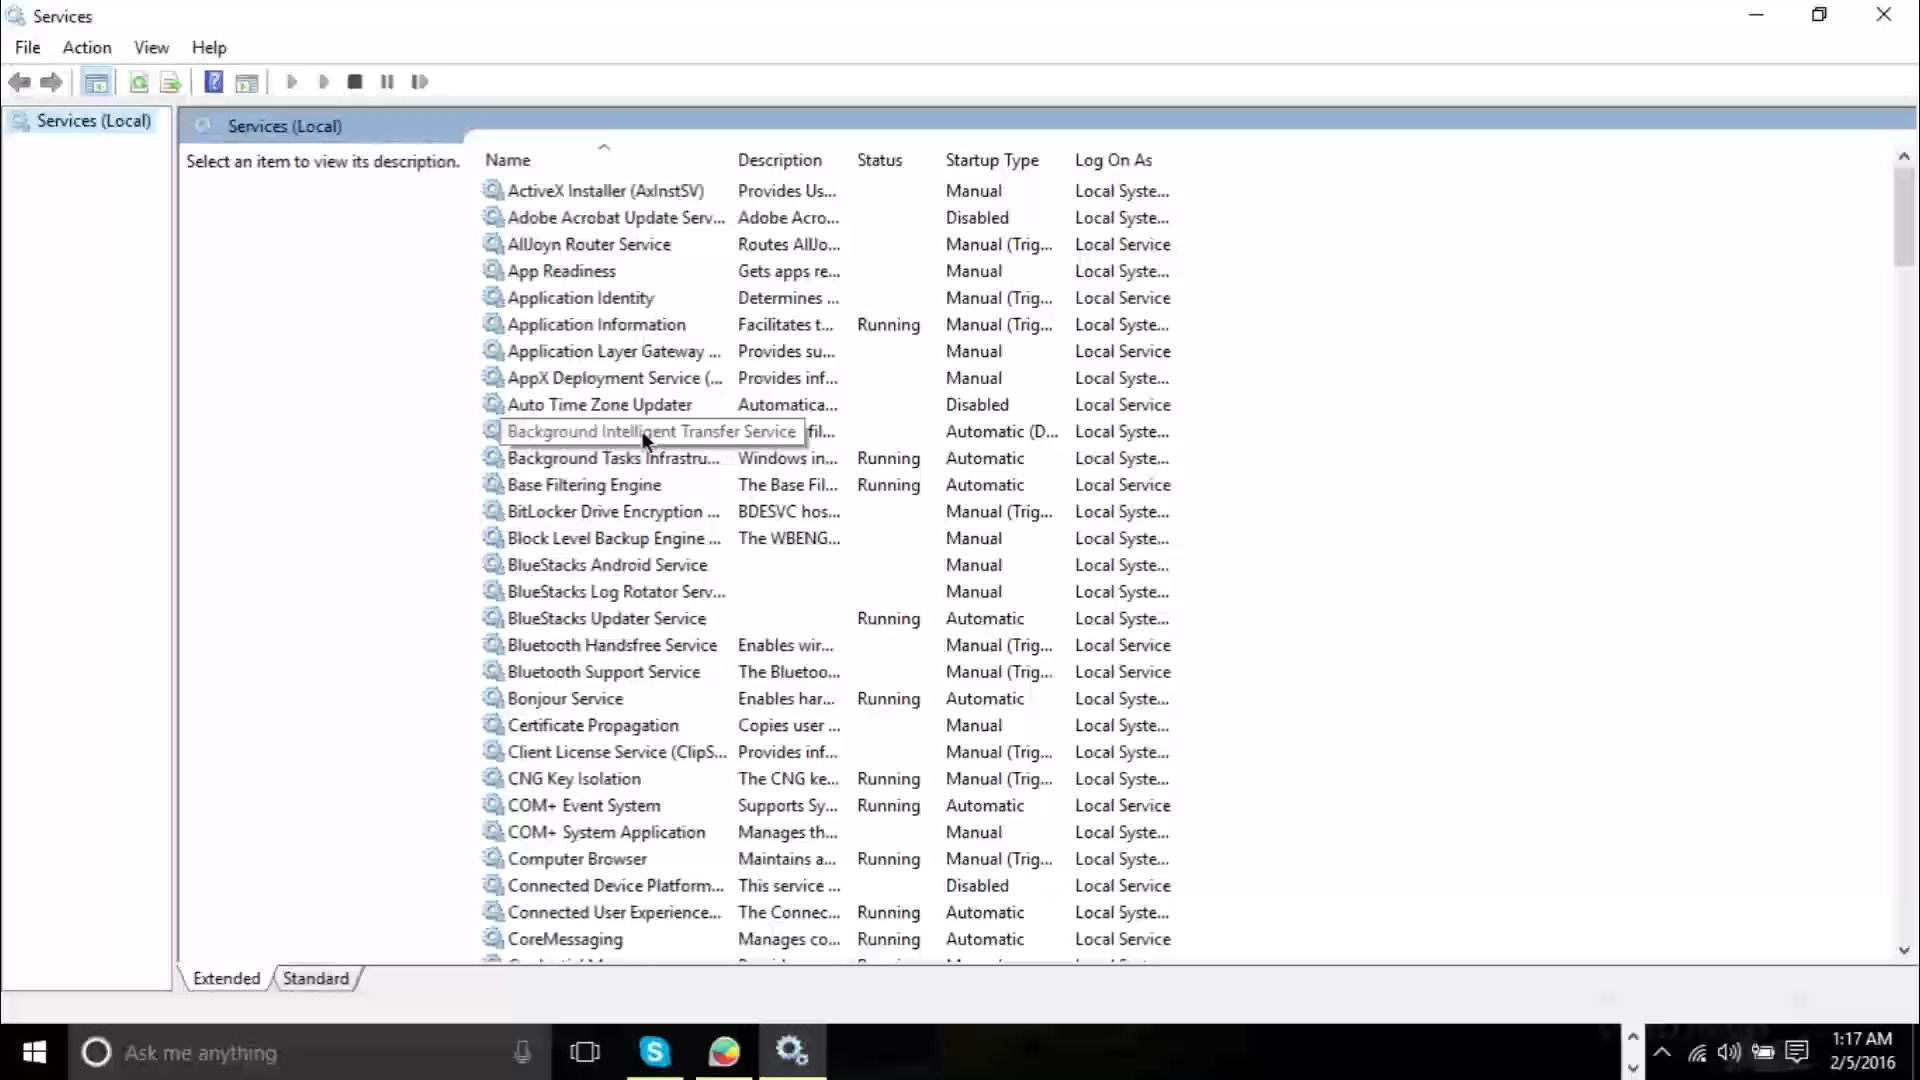 Services
File Action View Help
Services (Local)
Services (Local)
Select an item to view its description.
Name Description Status Startup Type Log On As
ActiveX Installer (AxInstSV) Provides Us... Manual Local Syste...
Adobe Acrobat Update Serv... Adobe Acro... Disabled Local Syste...
AllJoyn Router Service Routes AllJo... Manual (Trig... Local Service
App Readiness Gets apps re... Manual Local Syste...
Application Identity Determines ... Manual (Trig... Local Service
Application Information Facilitates t... Running Manual (Trig... Local Syste...
Application Layer Gateway ... Provides su... Manual Local Service
AppX Deployment Service (... Provides inf... Manual Local Syste...
Auto Time Zone Updater Automatica... Disabled Local Service
Background Intelligent Transfer Service fil... Automatic (D... Local Syste...
Background Tasks Infrastru... Windows in... Running Automatic Local Syste...
Base Filtering Engine The Base Fil... Running Automatic Local Service
BitLocker Drive Encryption ... BDESVC hos... Manual (Trig... Local Syste...
Block Level Backup Engine ... The WBENG... Manual Local Syste...
BlueStacks Android Service Manual Local Syste...
BlueStacks Log Rotator Serv... Manual Local Syste...
BlueStacks Updater Service Running Automatic Local Syste...
Bluetooth Handsfree Service Enables wir... Manual (Trig... Local Service
Bluetooth Support Service The Bluetoo... Manual (Trig... Local Service
Bonjour Service Enables har... Running Automatic Local Syste...
Certificate Propagation Copies user ... Manual Local Syste...
Client License Service (ClipS... Provides inf... Manual (Trig... Local Syste...
CNG Key Isolation The CNG ke... Running Manual (Trig... Local Syste...
COM+ Event System Supports Sy... Running Automatic Local Service
COM+ System Application Manages th... Manual Local Syste...
Computer Browser Maintains a... Running Manual (Trig... Local Syste...
Connected Device Platform... This service ... Disabled Local Service
Connected User Experience... The Connec... Running Automatic Local Syste...
CoreMessaging Manages co... Running Automatic Local Service
Extended Standard
Ask me anything
1:17 AM
2/5/2016